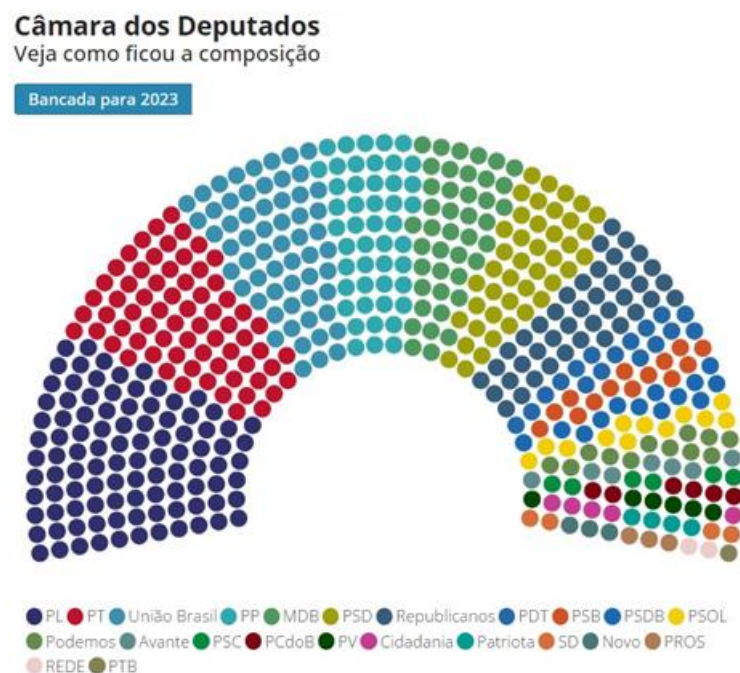 Câmara dos Deputados
Veja como ficou a composição
Bancada para 2023
PL PT União Brasil PP MDB PSD Republicanos PDT PSB PSDB PSOL
Podemos Avante PSC PCdoB PV Cidadania Patriota SD Novo PROS
REDE PTB